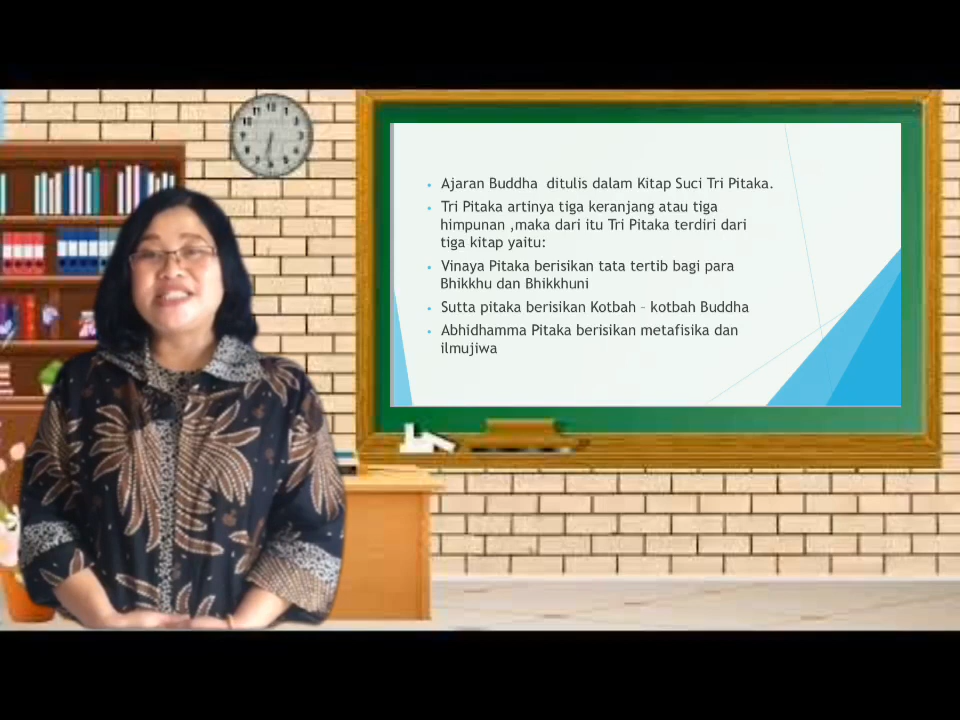 Ajaran Buddha ditulis dalam Kitap Suci Tri Pitaka.
Tri Pitaka artinya tiga keranjang atau tiga
himpunan ,maka dari itu Tri Pitaka terdiri dari
tiga kitap yaitu:
Vinaya Pitaka berisikan tata tertib bagi para
Bhikkhu dan Bhikkhuni
Sutta pitaka berisikan Kotbah – kotbah Buddha
Abhidhamma Pitaka berisikan metafisika dan
ilmujiwa